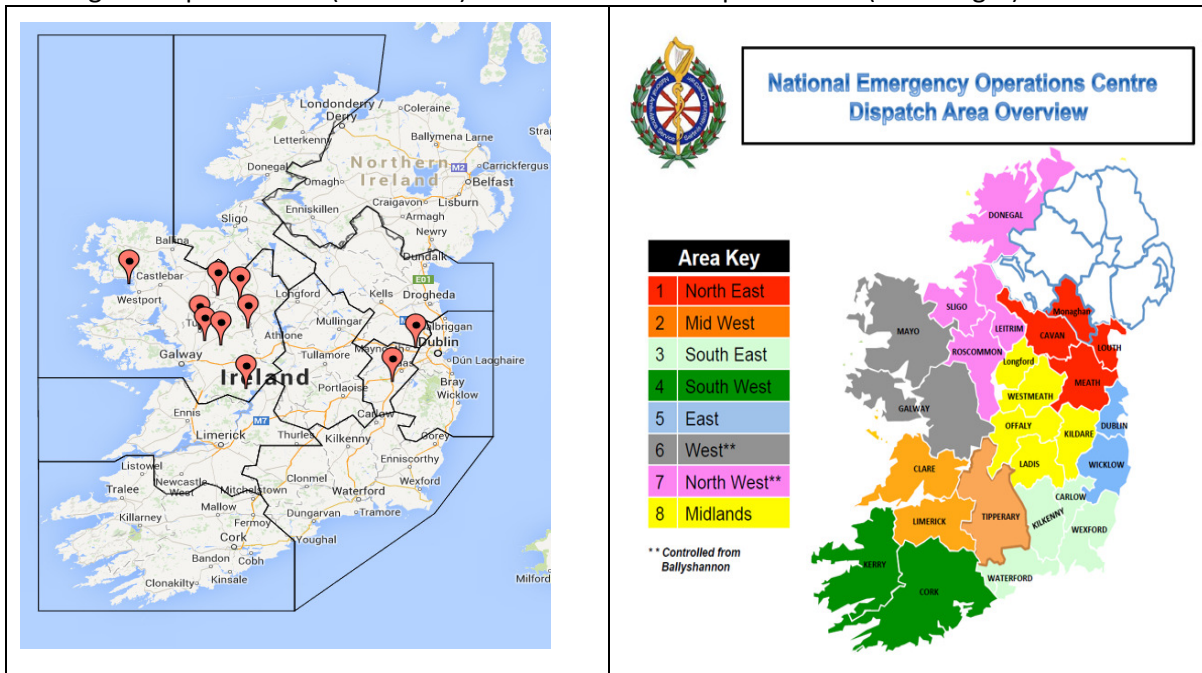 Londonderry /
Derry
Coleraine
Letterkenny
Ballymena
Larne
Donegal
Northern
Ireland
M2
Carrickfergus
Omagh
Belfast
Enniskillen
Craigavon
Lisburn
Armagh
Sligo
Newry
Ballina
Dundalk
Castlebar
ED1
Westport
Longford
Kells
Drogheda
Mullingar
Athlone
Dublin
Galway
Tullamore
Dún Laoghaire
Ireland
Bray
Portlaoise
Wicklow
Ennis
Carlow
M7
Limerick
Thurles
Kilkenny
Gorey
Enniscorthy
Listowel
Clonmel
Wexford
Newcastle
West
Tralee
Mitchelstown
Waterford
Mallow
Dungarvan
Tramore
Killarney
Fermoy
Youghal
Cork
Bandon
Cobh
Milford
Clonakilty
Kinsale
National Emergency Operations Centre
Dispatch Area Overview
Area Key
1 North East
2 Mid West
3 South East
4 South West
5 East
6 West**
7 North West**
8 Midlands
** Controlled from
Ballyshannon
DONEGAL
SLIGO
Monaghan
MAYO
LEITRIM
CAVAN
LOUTH
ROSCOMMON
Longford
MEATH
WESTMEATH
GALWAY
OFFALY
DUBLIN
KILDARE
LADIS
WICKLOW
CLARE
CARLOW
TIPPERARY
KILKENNY
LIMERICK
WEXFORD
KERRY
WATERFORD
CORK